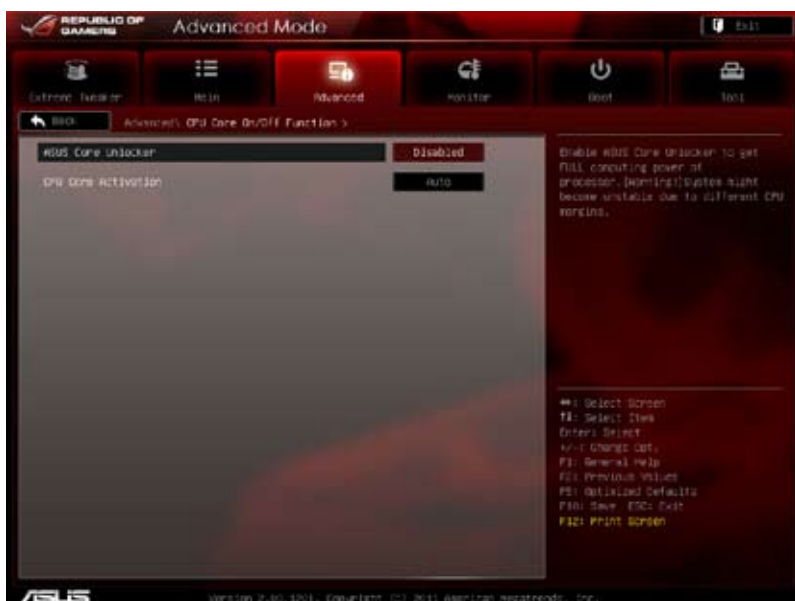 REPUBLIC OF
GAMERS
Advanced Mode
Exit
Extreme Tweaker
Main
Advanced
Monitor
Boot
Tool
Back
Advanced\ CPU Core On/Off Function >
ASUS Core Unlocker
Disabled
CPU Core Activation
Auto
Enable ASUS Core Unlocker to get
full computing power of
processor.[Warning:]System might
become unstable due to different CPU
margins.
: Select Screen
: Select Item
Enter: Select
+/-: Change Opt.
F1: General Help
F2: Previous Values
F5: Optimized Defaults
F10: Save ESC: Exit
F12: Print Screen
ASUS
Version 2.00.1201. Copyright (C) 2011 American Megatrends, Inc.